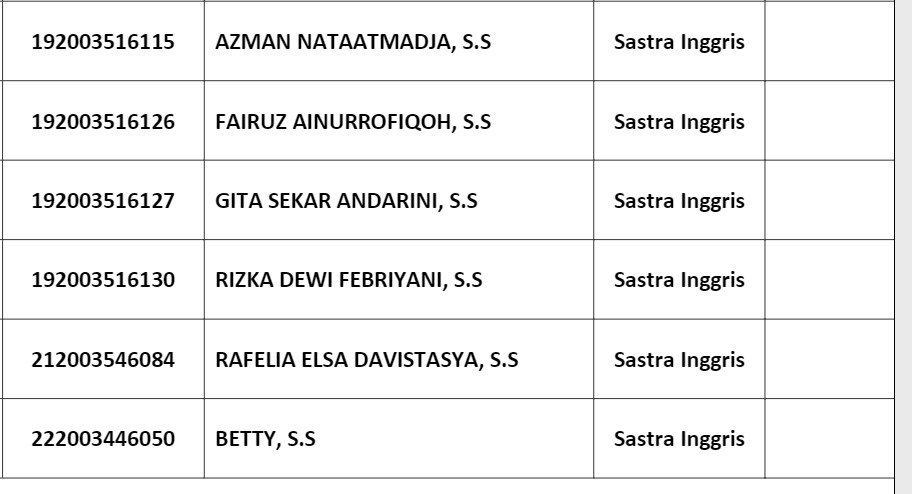 192003516115 AZMAN NATAATMADJA, S.S Sastra Inggris
192003516126 FAIRUZ AINURROFIQOH, S.S Sastra Inggris
192003516127 GITA SEKAR ANDARINI, S.S Sastra Inggris
192003516130 RIZKA DEWI FEBRIYANI, S.S Sastra Inggris
212003546084 RAFELIA ELSA DAVISTASYA, S.S Sastra Inggris
222003446050 BETTY, S.S Sastra Inggris